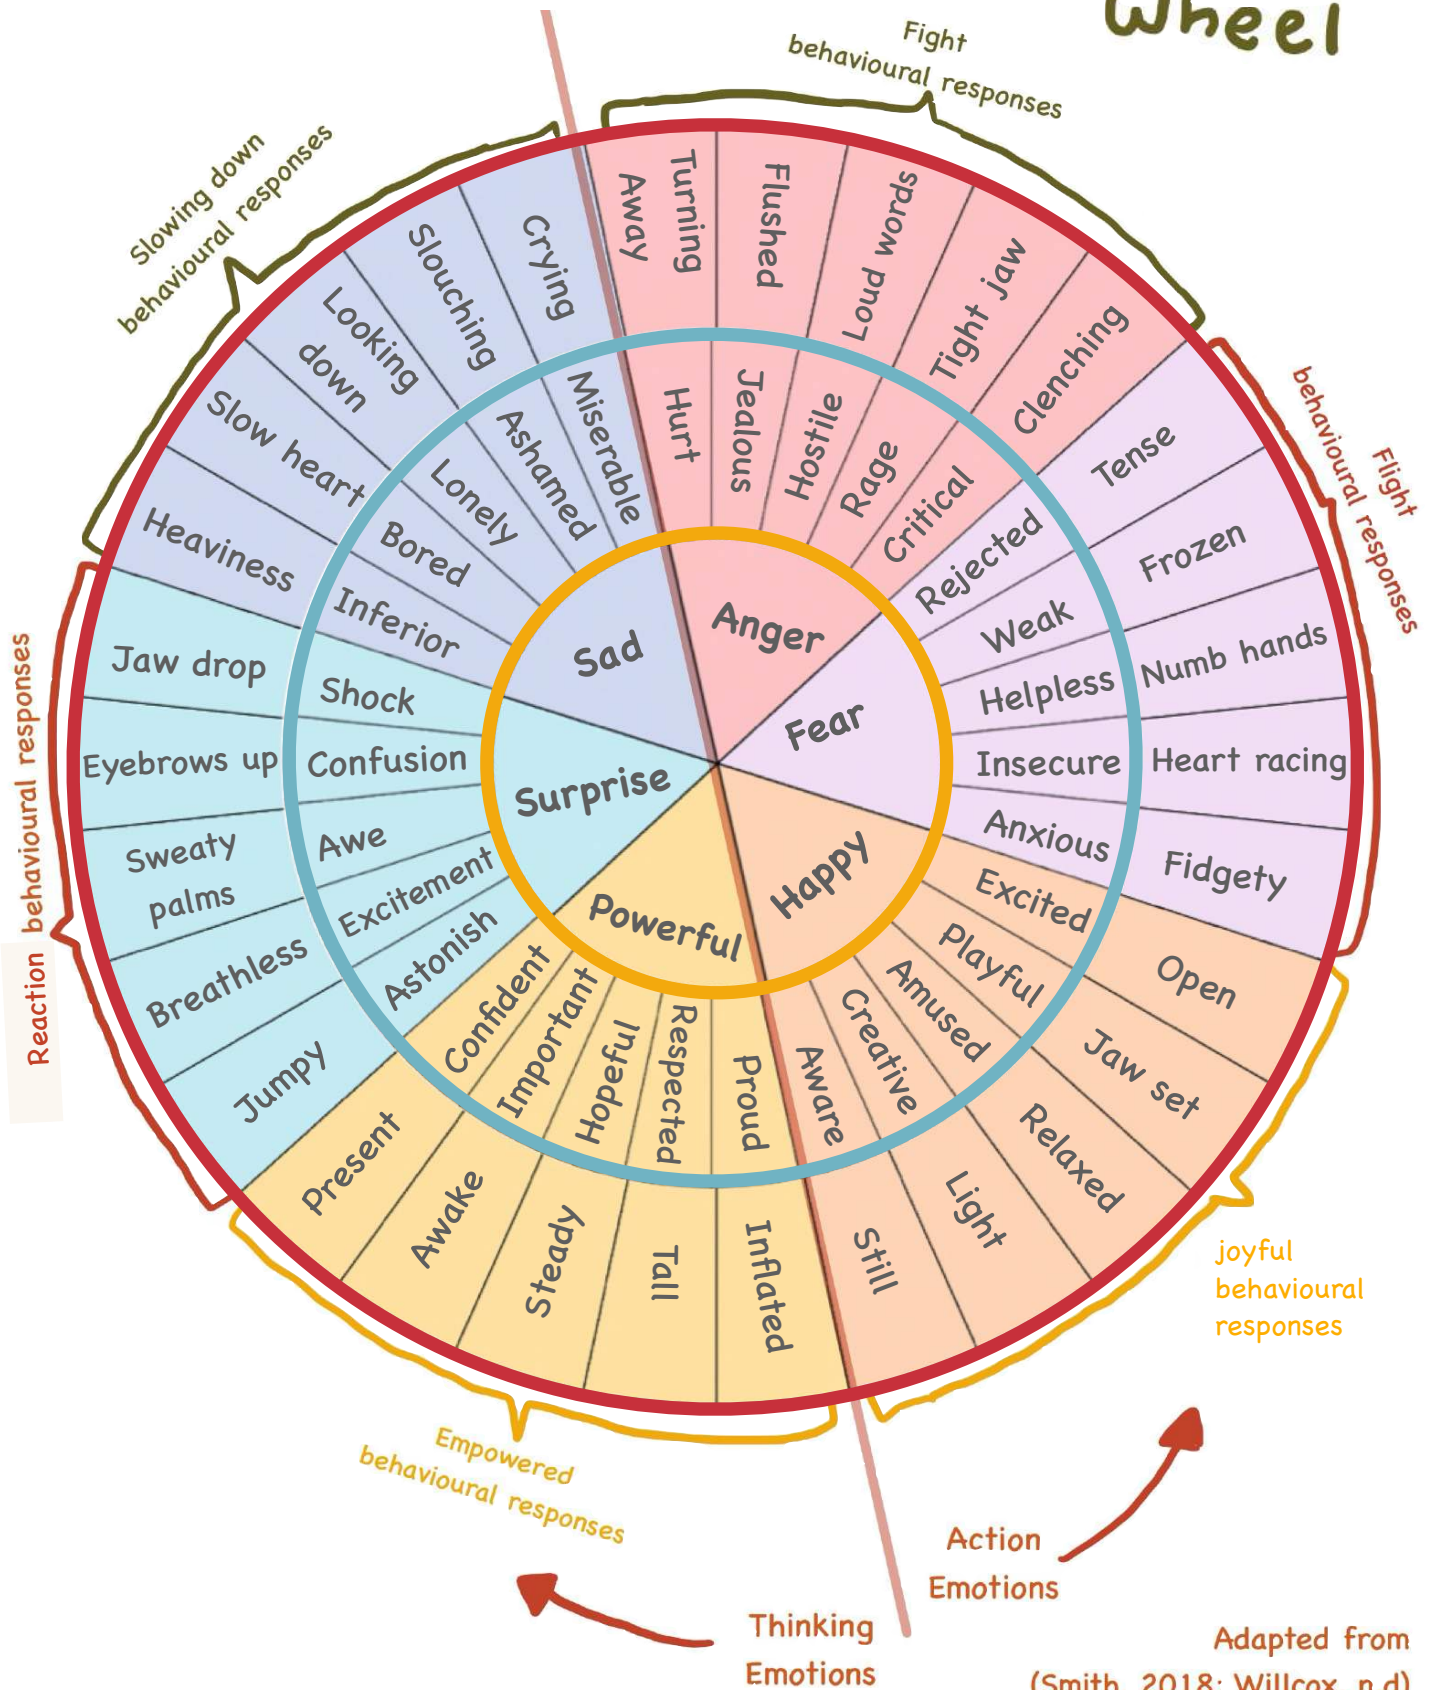 Wheel
Fight
behavioural responses
Slowing down
behavioural responses
Flight
behavioural responses
Reaction behavioural responses
joyful
behavioural
responses
Empowered
behavioural responses
Turning
Away
Flushed
Loud words
Tight jaw
Clenching
Tense
Frozen
Numb hands
Heart racing
Fidgety
Open
Jaw set
Relaxed
Light
Still
Inflated
Tall
Steady
Awake
Present
Jumpy
Breathless
Sweaty
palms
Eyebrows up
Jaw drop
Heaviness
Slow heart
Looking
down
Slouching
Crying
Hurt
Jealous
Hostile
Rage
Critical
Rejected
Weak
Helpless
Insecure
Anxious
Excited
Playful
Amused
Creative
Aware
Proud
Respected
Hopeful
Important
Confident
Astonish
Excitement
Awe
Confusion
Shock
Inferior
Bored
Lonely
Ashamed
Miserable
Anger
Fear
Happy
Powerful
Surprise
Sad
Action
Emotions
Thinking
Emotions
Adapted from
(Smith, 2018; Willcox, n.d)